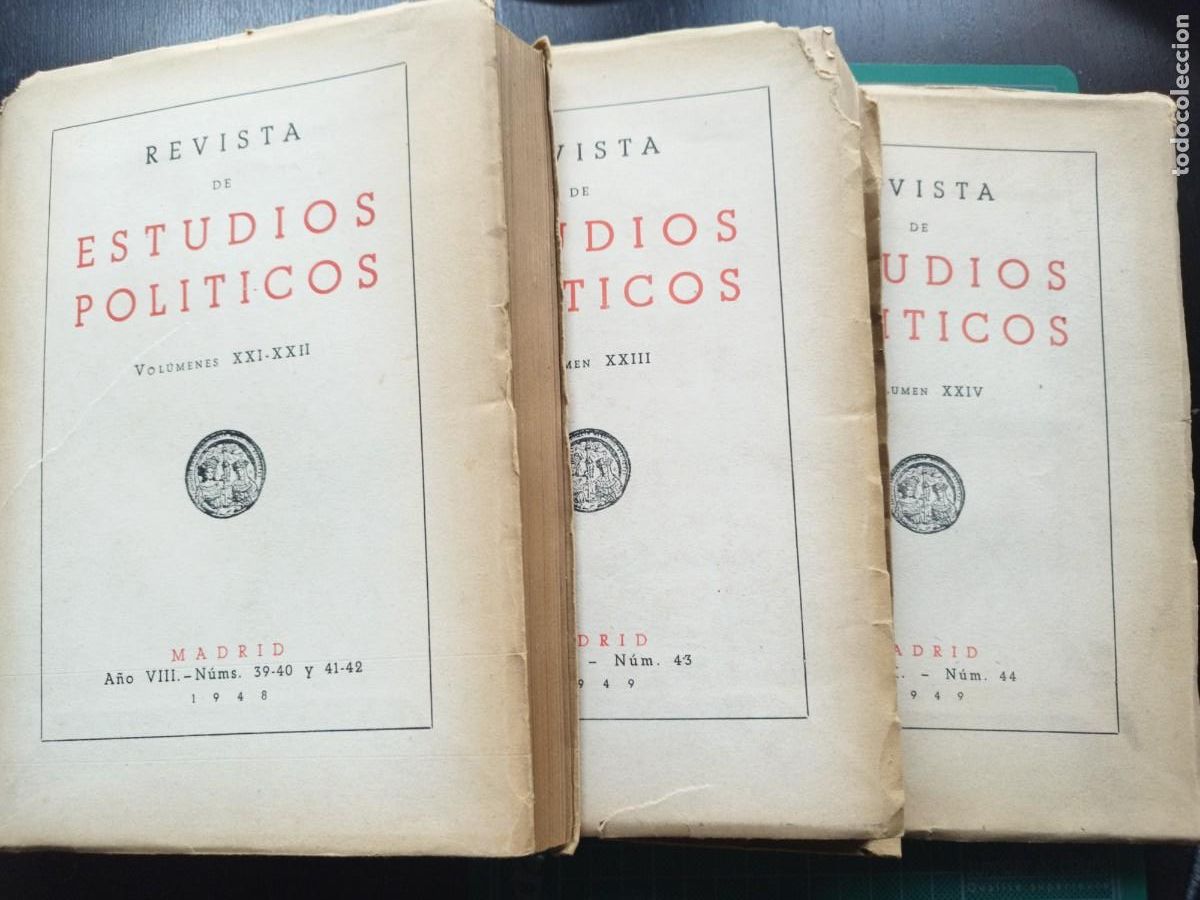 REVISTA
DE
ESTUDIOS
POLITICOS
VOLÚMENES XXI-XXII
MADRID
Año VIII.-Núms. 39-40 y 41-42
1948
VISTA
DE
UDIOS
TICOS
MEN XXIII
DRID
- Núm. 43
949
VISTA
DE
UDIOS
ITICOS
LUMEN XXIV
ADRID
. - Núm. 44
949
todocoleccion